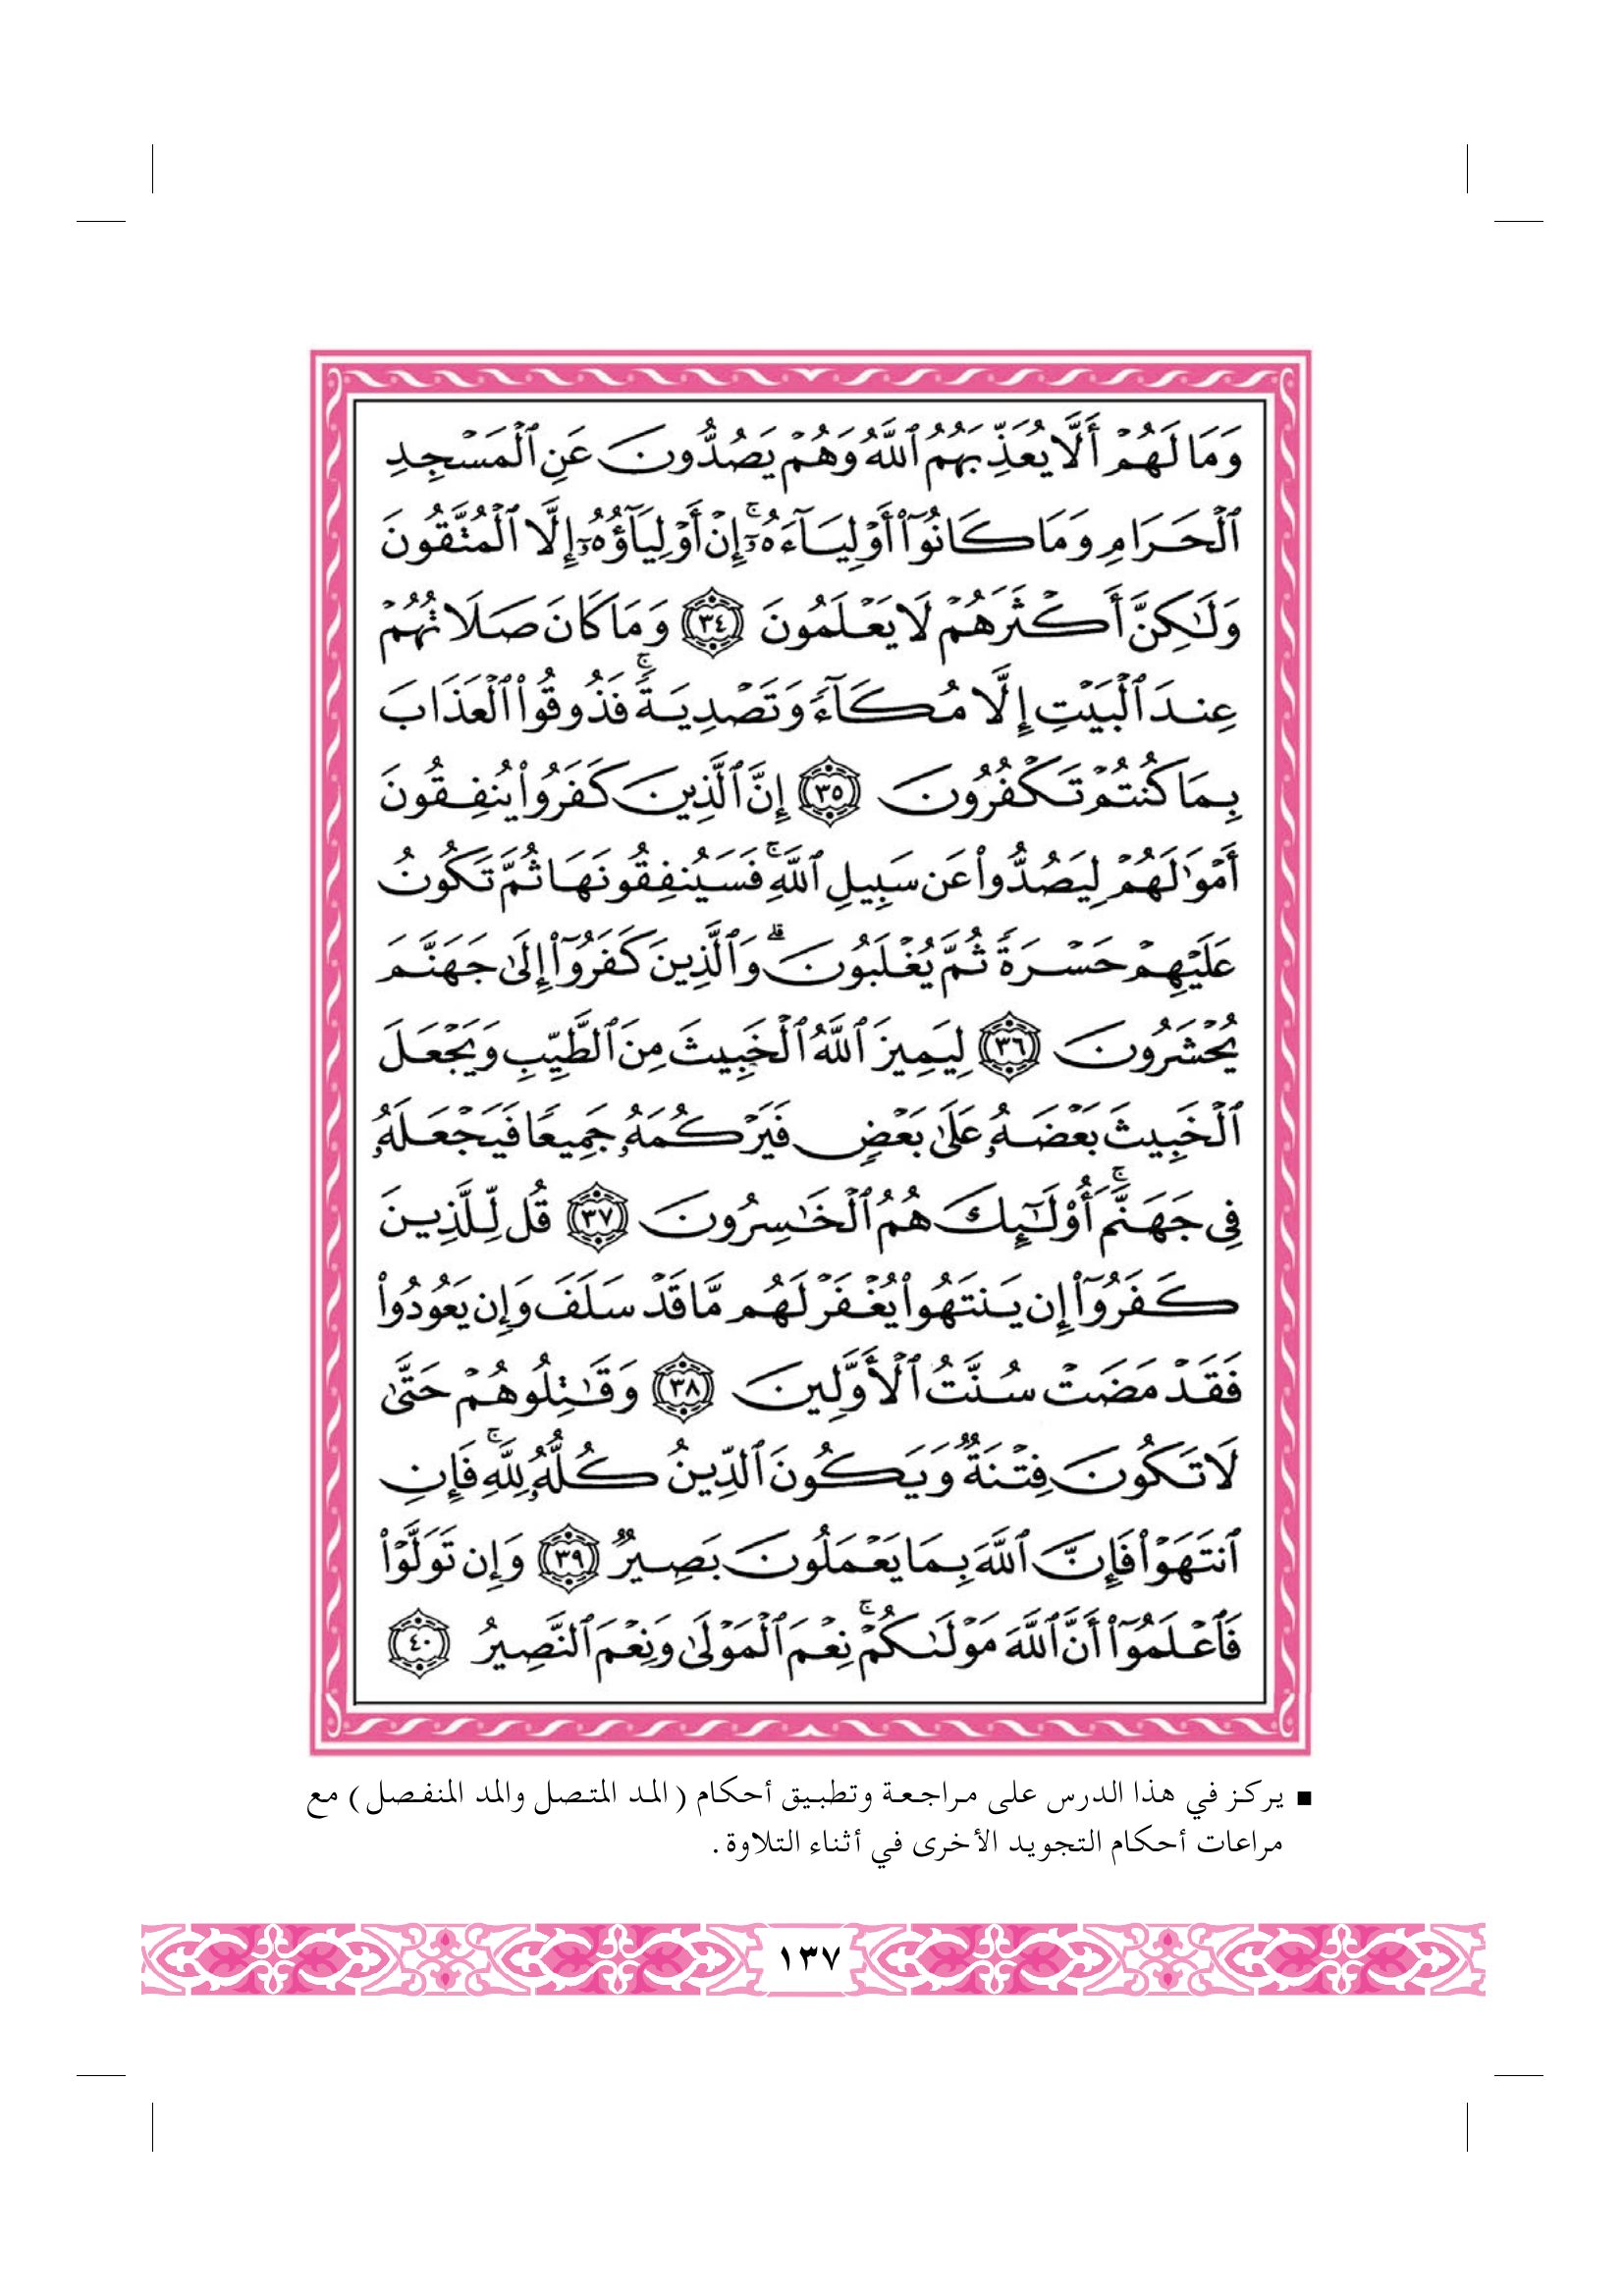 وَمَا لَهُمۡ أَلَّا يُعَذِّبَهُمُ ٱللَّهُ وَهُمۡ يَصُدُّونَ عَنِ ٱلۡمَسۡجِدِ
ٱلۡحَرَامِ وَمَا كَانُوٓاْ أَوۡلِيَآءَهُۥٓۚ إِنۡ أَوۡلِيَآؤُهُۥٓ إِلَّا ٱلۡمُتَّقُونَ
وَلَٰكِنَّ أَكۡثَرَهُمۡ لَا يَعۡلَمُونَ ٣٤ وَمَا كَانَ صَلَاتُهُمۡ
عِندَ ٱلۡبَيۡتِ إِلَّا مُكَآءٗ وَتَصۡدِيَةٗۚ فَذُوقُواْ ٱلۡعَذَابَ
بِمَا كُنتُمۡ تَكۡفُرُونَ ٣٥ إِنَّ ٱلَّذِينَ كَفَرُواْ يُنفِقُونَ
أَمۡوَٰلَهُمۡ لِيَصُدُّواْ عَن سَبِيلِ ٱللَّهِۚ فَسَيُنفِقُونَهَا ثُمَّ تَكُونُ
عَلَيۡهِمۡ حَسۡرَةٗ ثُمَّ يُغۡلَبُونَۗ وَٱلَّذِينَ كَفَرُوٓاْ إِلَىٰ جَهَنَّمَ
يُحۡشَرُونَ ٣٦ لِيَمِيزَ ٱللَّهُ ٱلۡخَبِيثَ مِنَ ٱلطَّيِّبِ وَيَجۡعَلَ
ٱلۡخَبِيثَ بَعۡضَهُۥ عَلَىٰ بَعۡضٖ فَيَرۡكُمَهُۥ جَمِيعٗا فَيَجۡعَلَهُۥ
فِي جَهَنَّمَۚ أُوْلَٰٓئِكَ هُمُ ٱلۡخَٰسِرُونَ ٣٧ قُل لِّلَّذِينَ
كَفَرُوٓاْ إِن يَنتَهُواْ يُغۡفَرۡ لَهُم مَّا قَدۡ سَلَفَ وَإِن يَعُودُواْ
فَقَدۡ مَضَتۡ سُنَّتُ ٱلۡأَوَّلِينَ ٣٨ وَقَٰتِلُوهُمۡ حَتَّىٰ
لَا تَكُونَ فِتۡنَةٞ وَيَكُونَ ٱلدِّينُ كُلُّهُۥ لِلَّهِۚ فَإِنِ
ٱنتَهَوۡاْ فَإِنَّ ٱللَّهَ بِمَا يَعۡمَلُونَ بَصِيرٞ ٣٩ وَإِن تَوَلَّوۡاْ
فَٱعۡلَمُوٓاْ أَنَّ ٱللَّهَ مَوۡلَىٰكُمۡۚ نِعۡمَ ٱلۡمَوۡلَىٰ وَنِعۡمَ ٱلنَّصِيرُ ٤٠
▪ يركز في هذا الدرس على مراجعة وتطبيق أحكام (المد المتصل والمد المنفصل) مع
مراعات أحكام التجويد الأخرى في أثناء التلاوة.
١٣٧